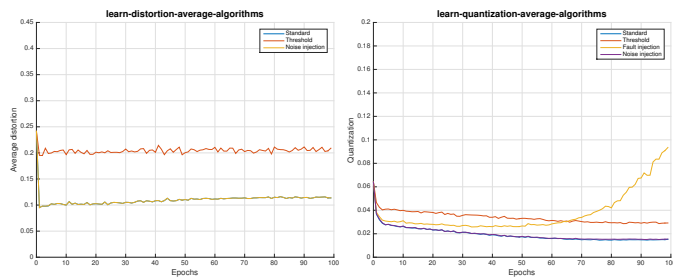 learn-distortion-average-algorithms
Standard
Threshold
Noise injection
0.45
0.4
0.35
0.3
0.25
0.2
0.15
0.1
0.05
0
Average distortion
0 10 20 30 40 50 60 70 80 90 100
Epochs
learn-quantization-average-algorithms
Standard
Threshold
Fault injection
Noise injection
0.2
0.18
0.16
0.14
0.12
0.1
0.08
0.06
0.04
0.02
0
Quantization
0 10 20 30 40 50 60 70 80 90 100
Epochs